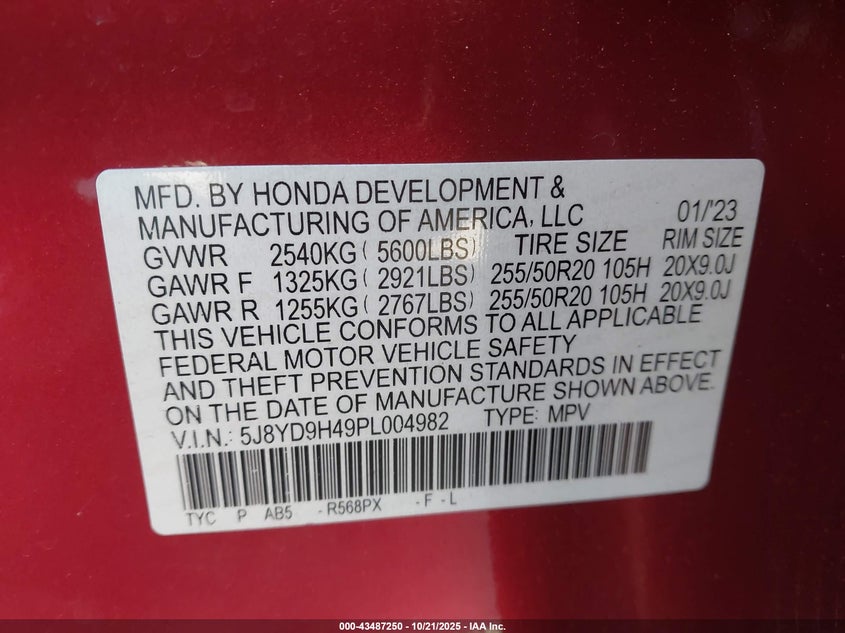 MFD. BY HONDA DEVELOPMENT &
MANUFACTURING OF AMERICA, LLC 01/'23
GVWR 2540KG ( 5600LBS) TIRE SIZE RIM SIZE
GAWR F 1325KG ( 2921LBS) 255/50R20 105H 20X9.0J
GAWR R 1255KG ( 2767LBS) 255/50R20 105H 20X9.0J
THIS VEHICLE CONFORMS TO ALL APPLICABLE
FEDERAL MOTOR VEHICLE SAFETY
AND THEFT PREVENTION STANDARDS IN EFFECT
ON THE DATE OF MANUFACTURE SHOWN ABOVE.
V.I.N.: 5J8YD9H49PL004982 TYPE: MPV
TYC P AB5 -R568PX -F -L
000-43487250 - 10/21/2025 - IAA Inc.